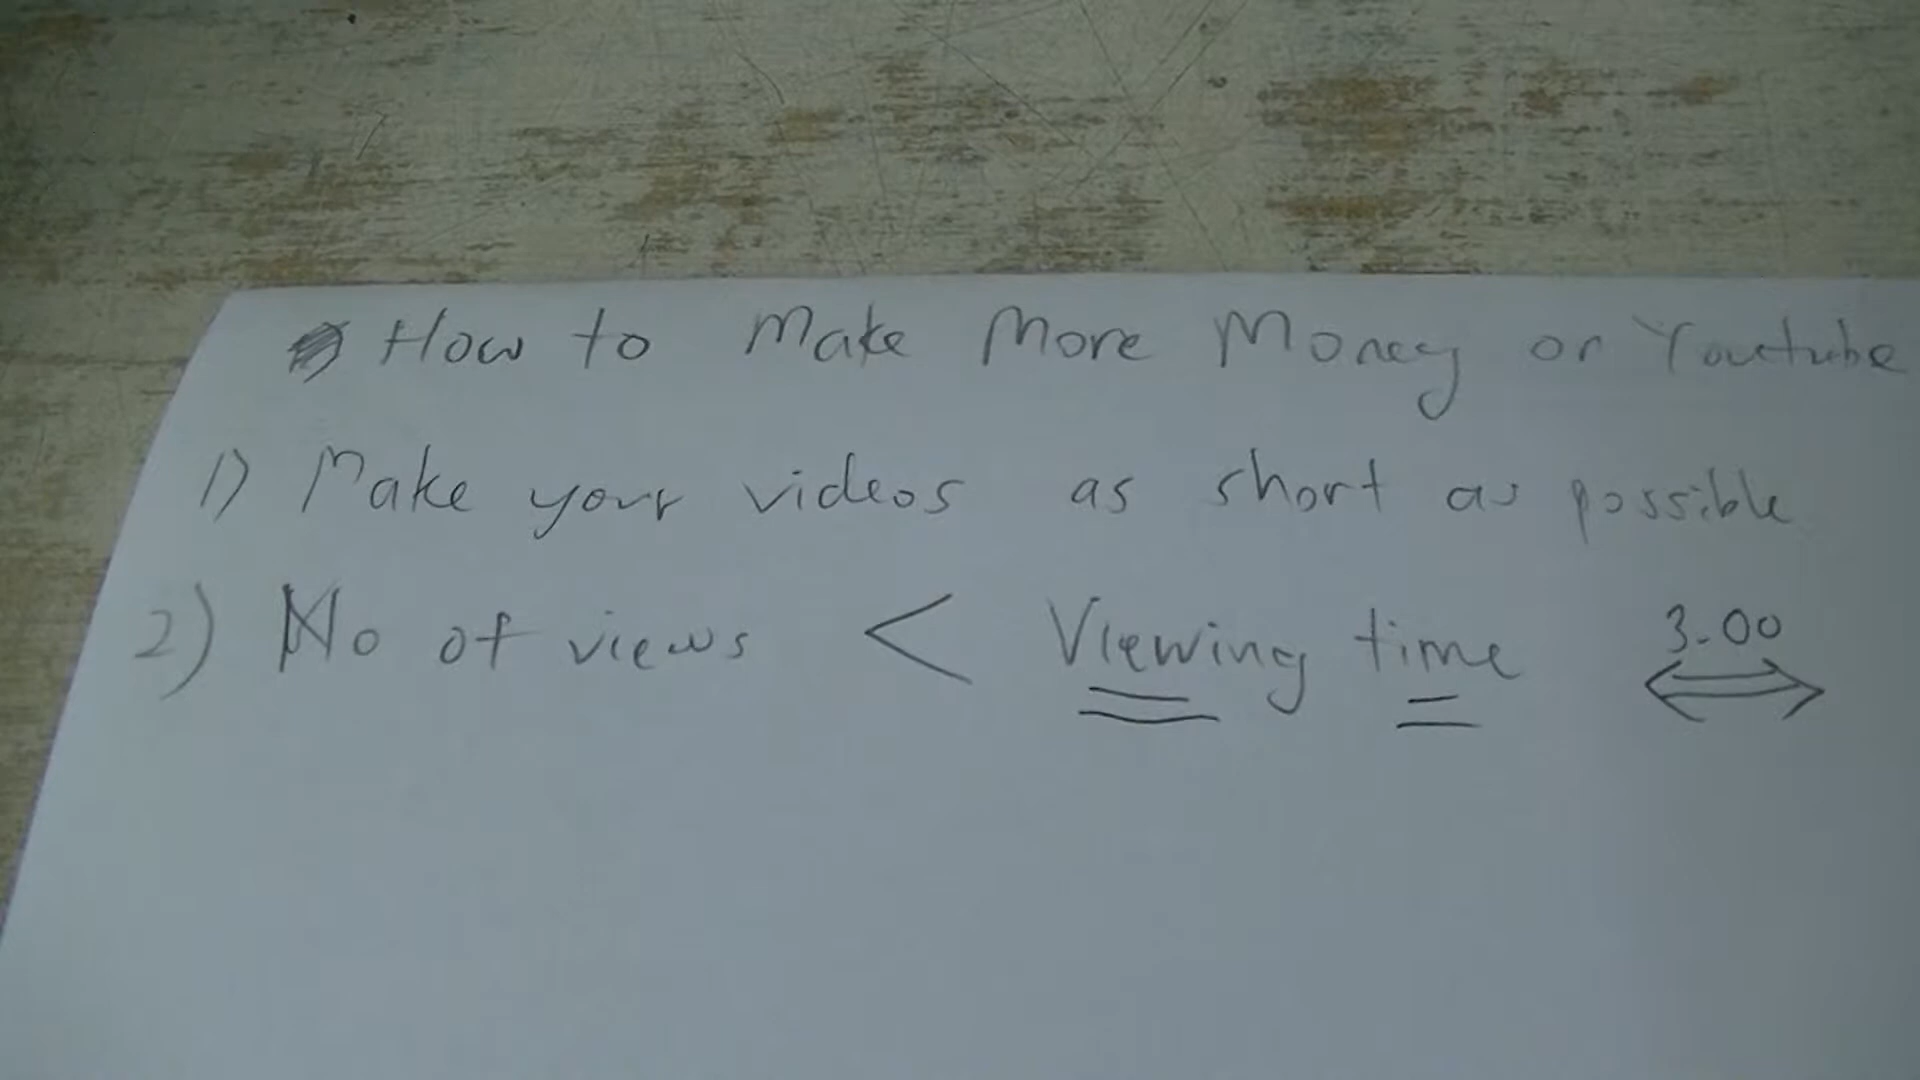 How to Make More Money on Youtube
1) Make your videos as short as possible
2) No of views < Viewing time 3.00